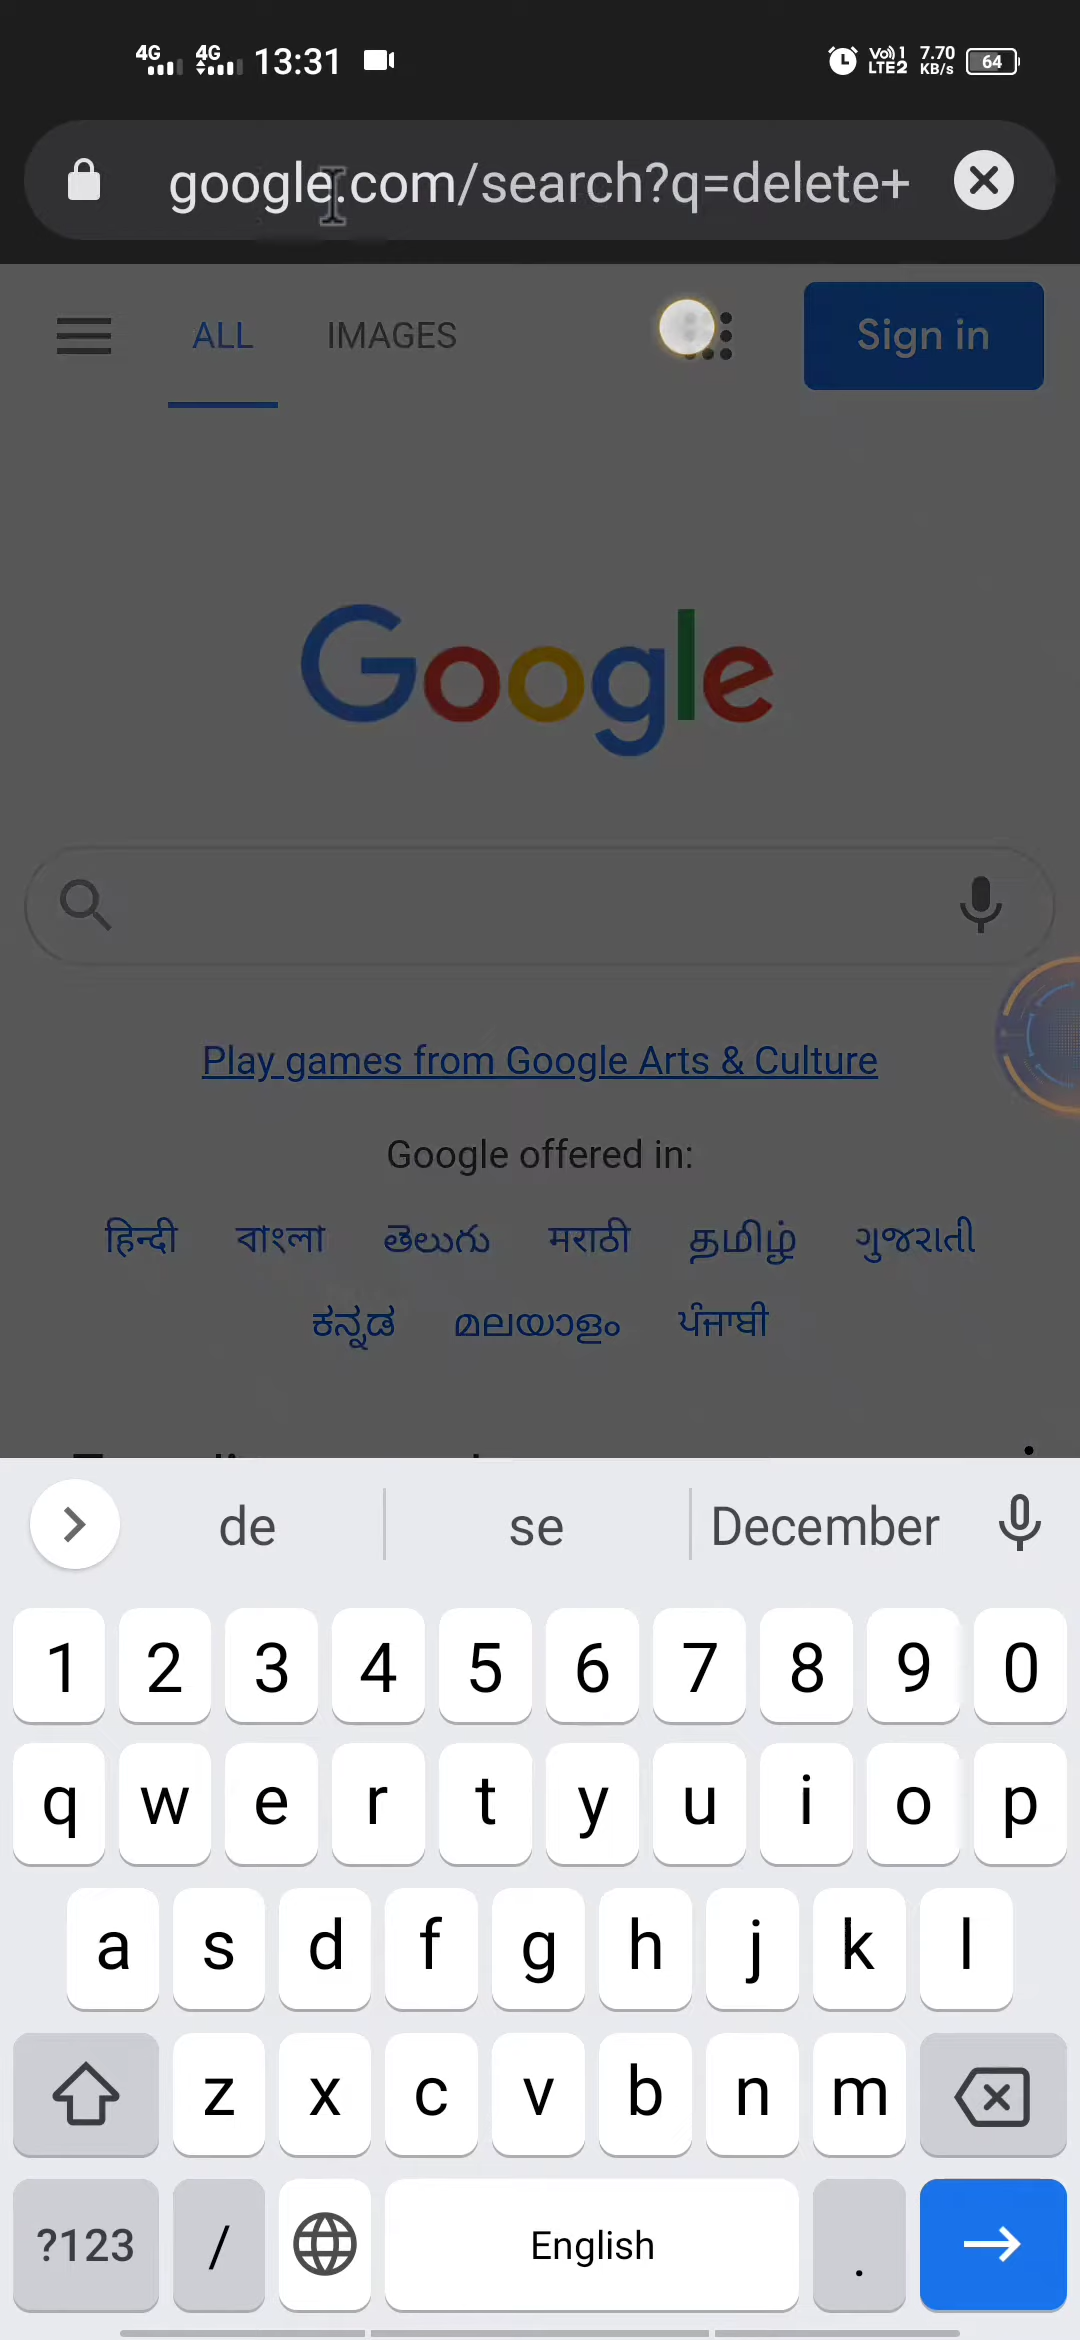 4G 4G 13:31 Vo) 1 LTE2 7.70 KB/s 64
google.com/search?q=delete+
ALL IMAGES Sign in
Google
Play games from Google Arts & Culture
Google offered in:
हिन्दी বাংলা తెలుగు मराठी தமிழ் ગુજરાતી
ಕನ್ನಡ മലയാളം ਪੰਜਾਬੀ
de se December
1 2 3 4 5 6 7 8 9 0
q w e r t y u i o p
a s d f g h j k l
z x c v b n m
?123 / English .